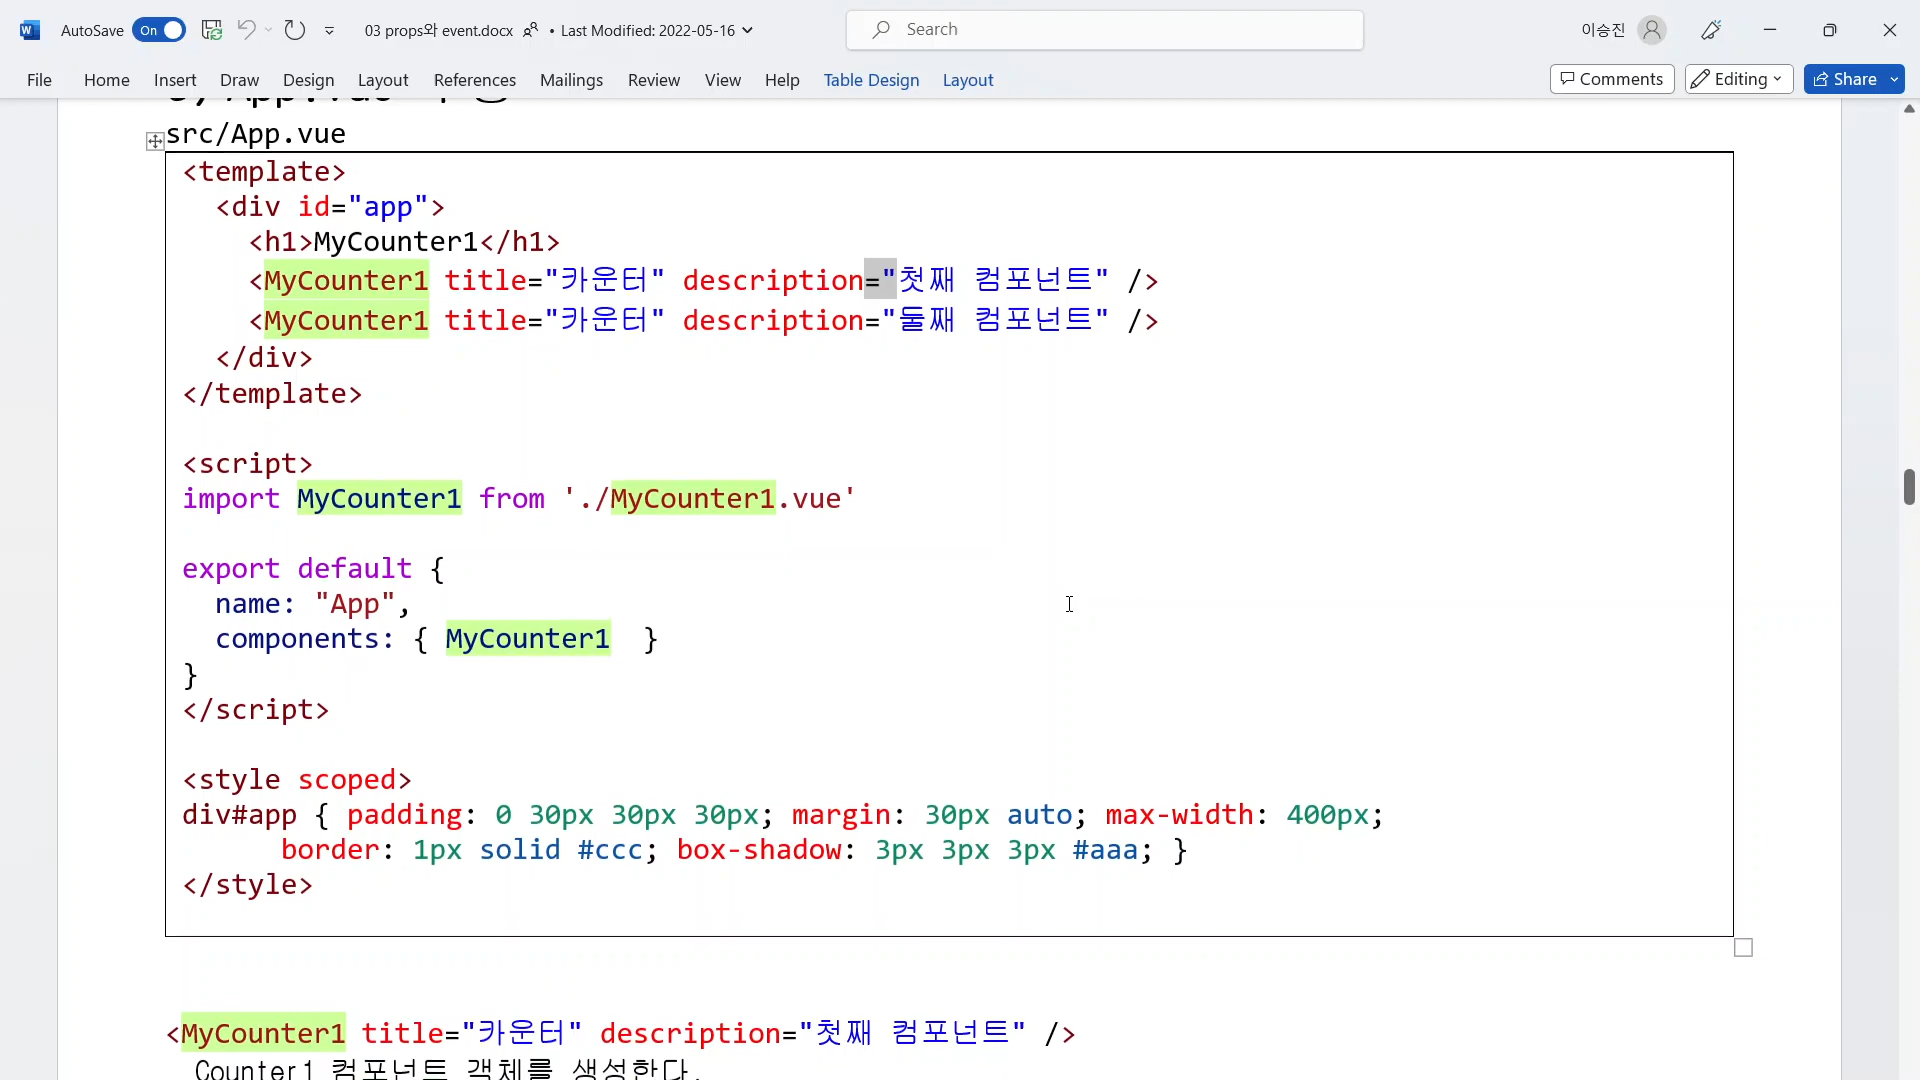 AutoSave On 03 props와 event.docx • Last Modified: 2022-05-16 Search 이승진
File Home Insert Draw Design Layout References Mailings Review View Help Table Design Layout Comments Editing Share
src/App.vue
<template>
  <div id="app">
    <h1>MyCounter1</h1>
    <MyCounter1 title="카운터" description="첫째 컴포넌트" />
    <MyCounter1 title="카운터" description="둘째 컴포넌트" />
  </div>
</template>
<script>
import MyCounter1 from './MyCounter1.vue'
export default {
  name: "App",
  components: { MyCounter1  }
}
</script>
<style scoped>
div#app { padding: 0 30px 30px 30px; margin: 30px auto; max-width: 400px;
      border: 1px solid #ccc; box-shadow: 3px 3px 3px #aaa; }
</style>
<MyCounter1 title="카운터" description="첫째 컴포넌트" />
Counter1 컴포넌트 객체를 생성한다.